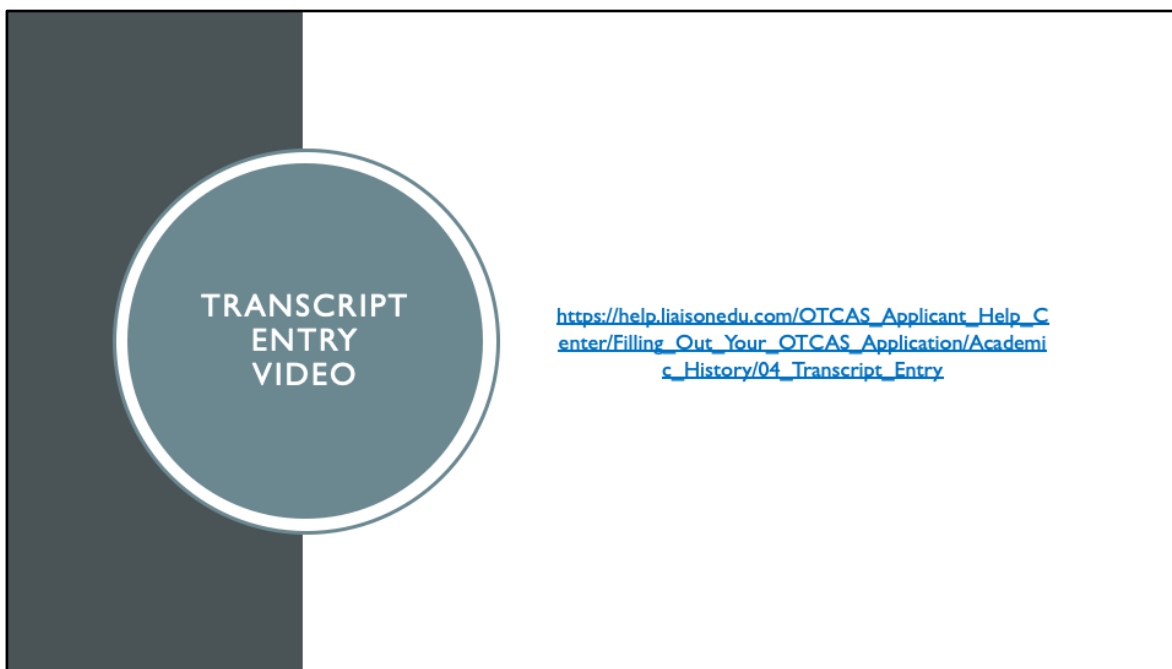 TRANSCRIPT
ENTRY
VIDEO
https://help.liaisonedu.com/OTCAS_Applicant_Help_C
enter/Filling_Out_Your_OTCAS_Application/Academi
c_History/04_Transcript_Entry